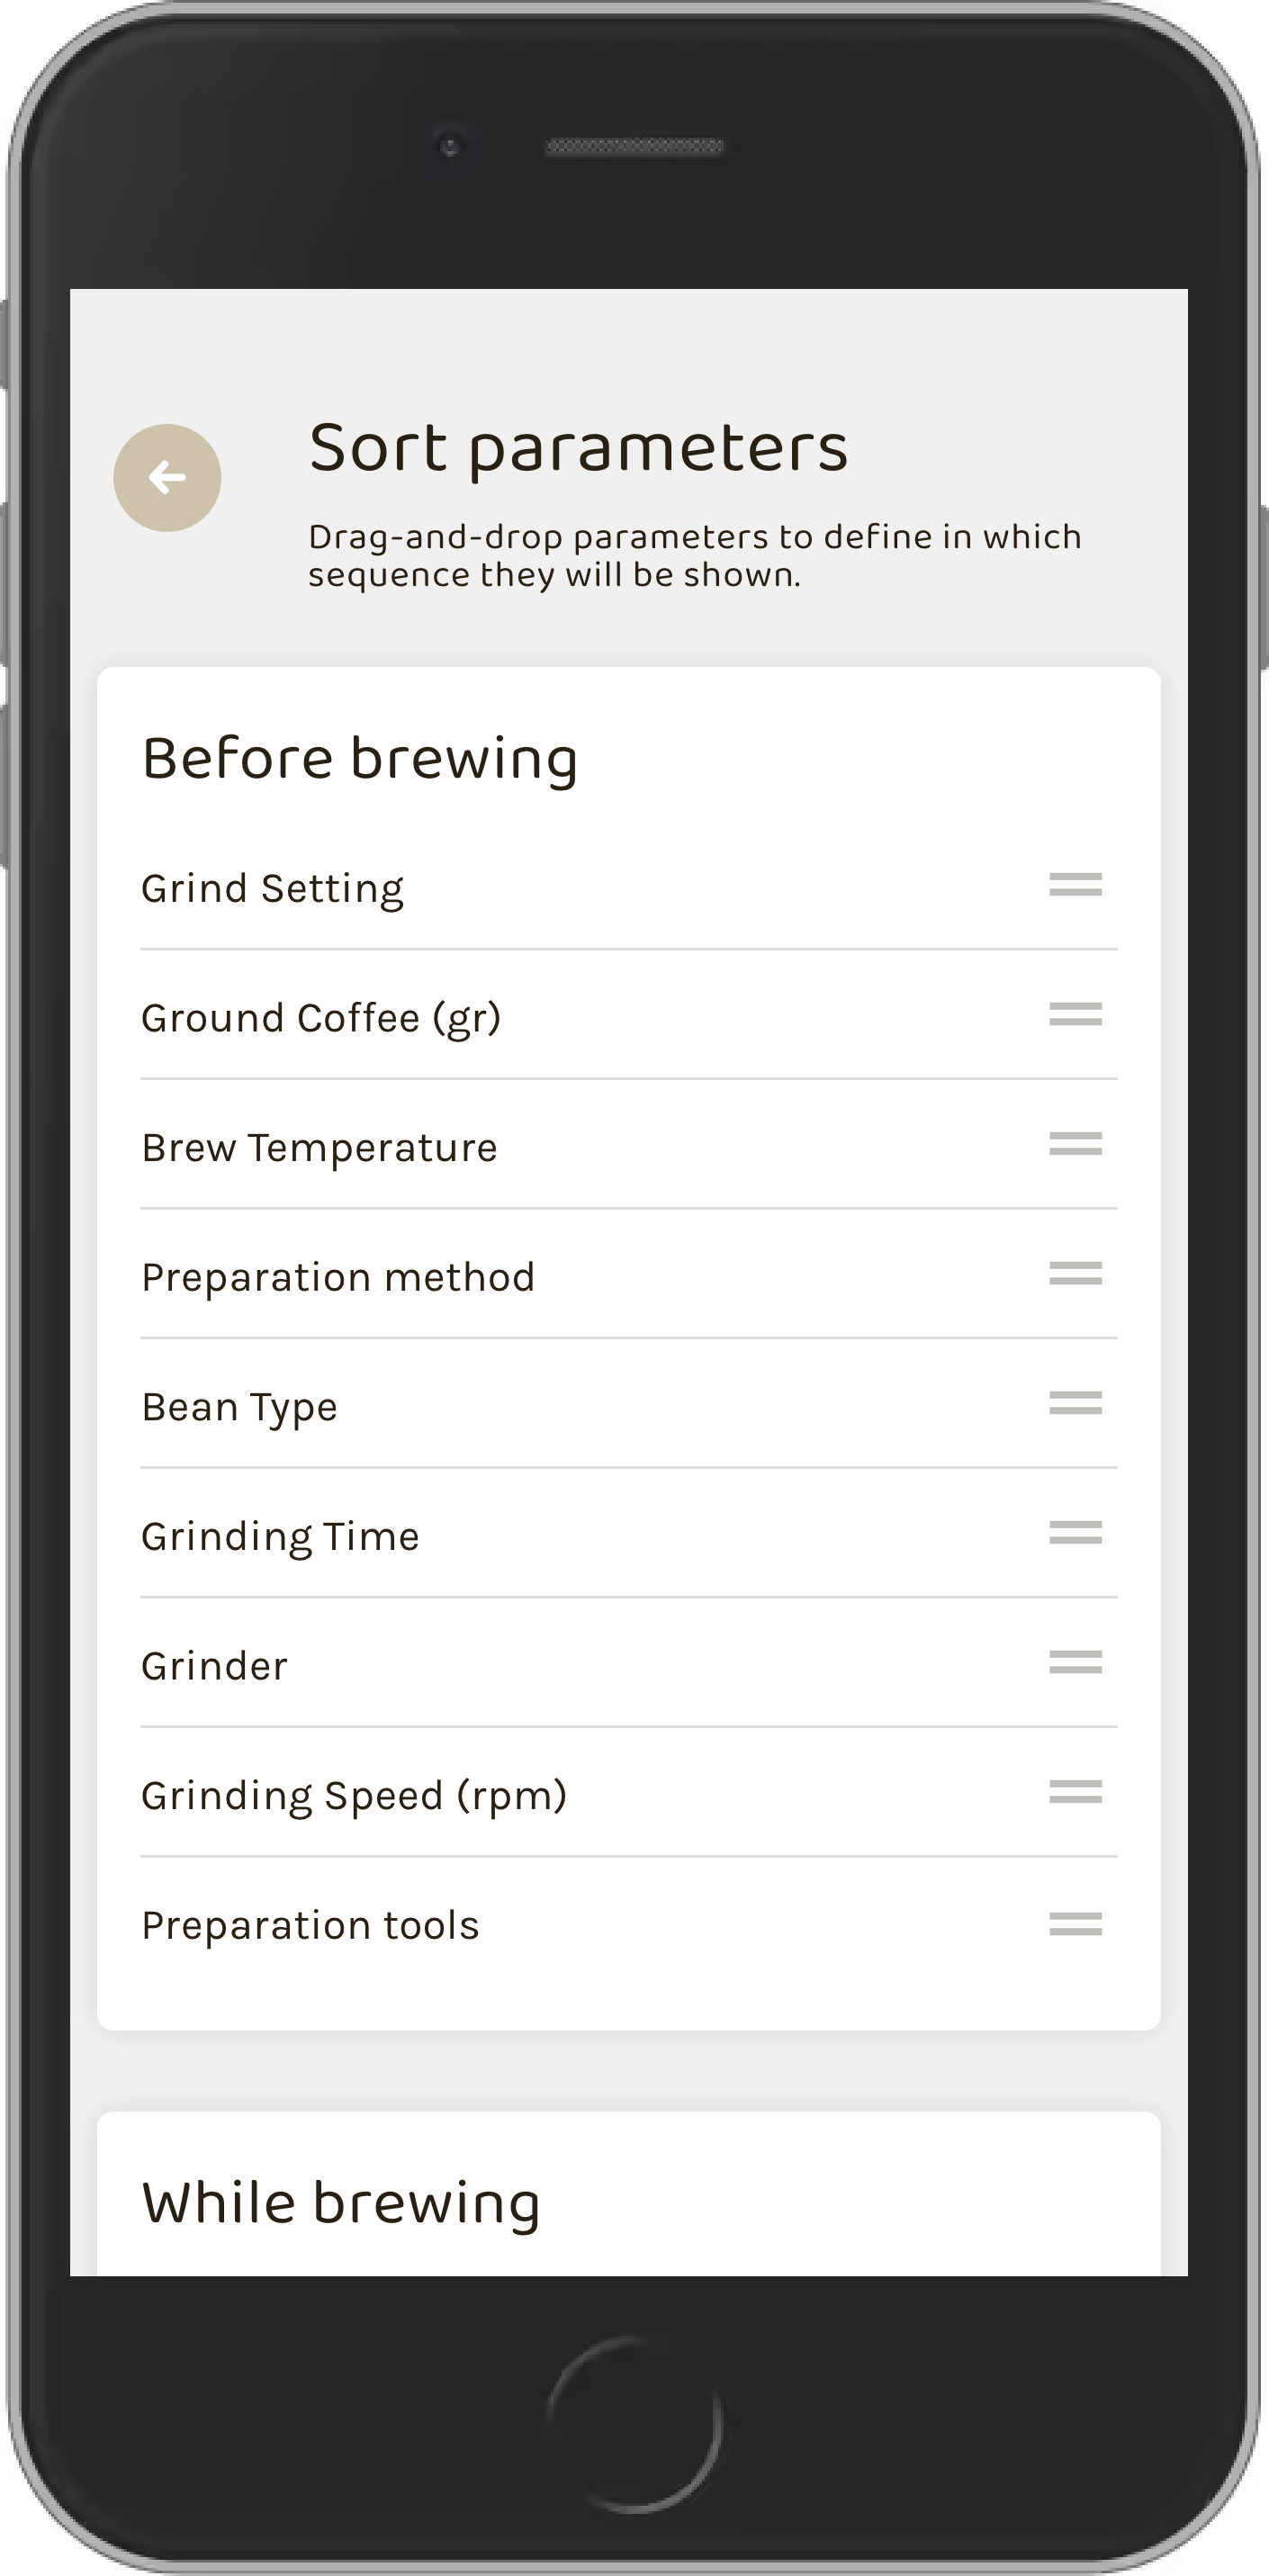 Sort parameters
Drag-and-drop parameters to define in which
sequence they will be shown.
Before brewing
Grind Setting
Ground Coffee (gr)
Brew Temperature
Preparation method
Bean Type
Grinding Time
Grinder
Grinding Speed (rpm)
Preparation tools
While brewing